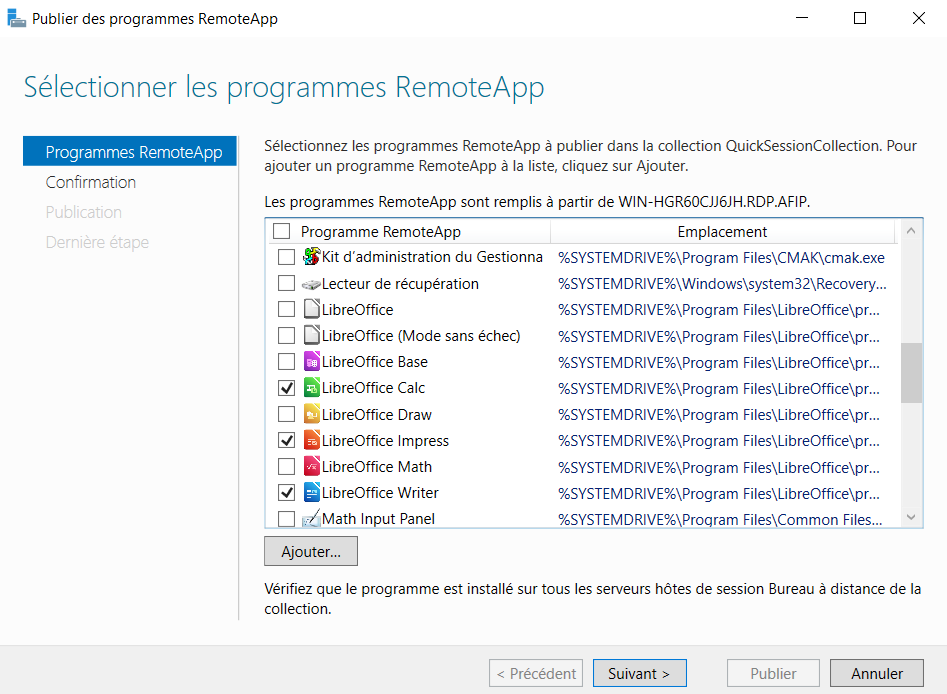 Publier des programmes RemoteApp
Sélectionner les programmes RemoteApp
Programmes RemoteApp
Confirmation
Publication
Dernière étape
Sélectionnez les programmes RemoteApp à publier dans la collection QuickSessionCollection. Pour
ajouter un programme RemoteApp à la liste, cliquez sur Ajouter.
Les programmes RemoteApp sont remplis à partir de WIN-HGR60CJJ6JH.RDP.AFIP.
Programme RemoteApp Emplacement
Kit d’administration du Gestionna %SYSTEMDRIVE%\Program Files\CMAK\cmak.exe
Lecteur de récupération %SYSTEMDRIVE%\Windows\system32\Recovery...
LibreOffice %SYSTEMDRIVE%\Program Files\LibreOffice\pr...
LibreOffice (Mode sans échec) %SYSTEMDRIVE%\Program Files\LibreOffice\pr...
LibreOffice Base %SYSTEMDRIVE%\Program Files\LibreOffice\pr...
LibreOffice Calc %SYSTEMDRIVE%\Program Files\LibreOffice\pr...
LibreOffice Draw %SYSTEMDRIVE%\Program Files\LibreOffice\pr...
LibreOffice Impress %SYSTEMDRIVE%\Program Files\LibreOffice\pr...
LibreOffice Math %SYSTEMDRIVE%\Program Files\LibreOffice\pr...
LibreOffice Writer %SYSTEMDRIVE%\Program Files\LibreOffice\pr...
Math Input Panel %SYSTEMDRIVE%\Program Files\Common Files...
Ajouter...
Vérifiez que le programme est installé sur tous les serveurs hôtes de session Bureau à distance de la
collection.
< Précédent Suivant > Publier Annuler